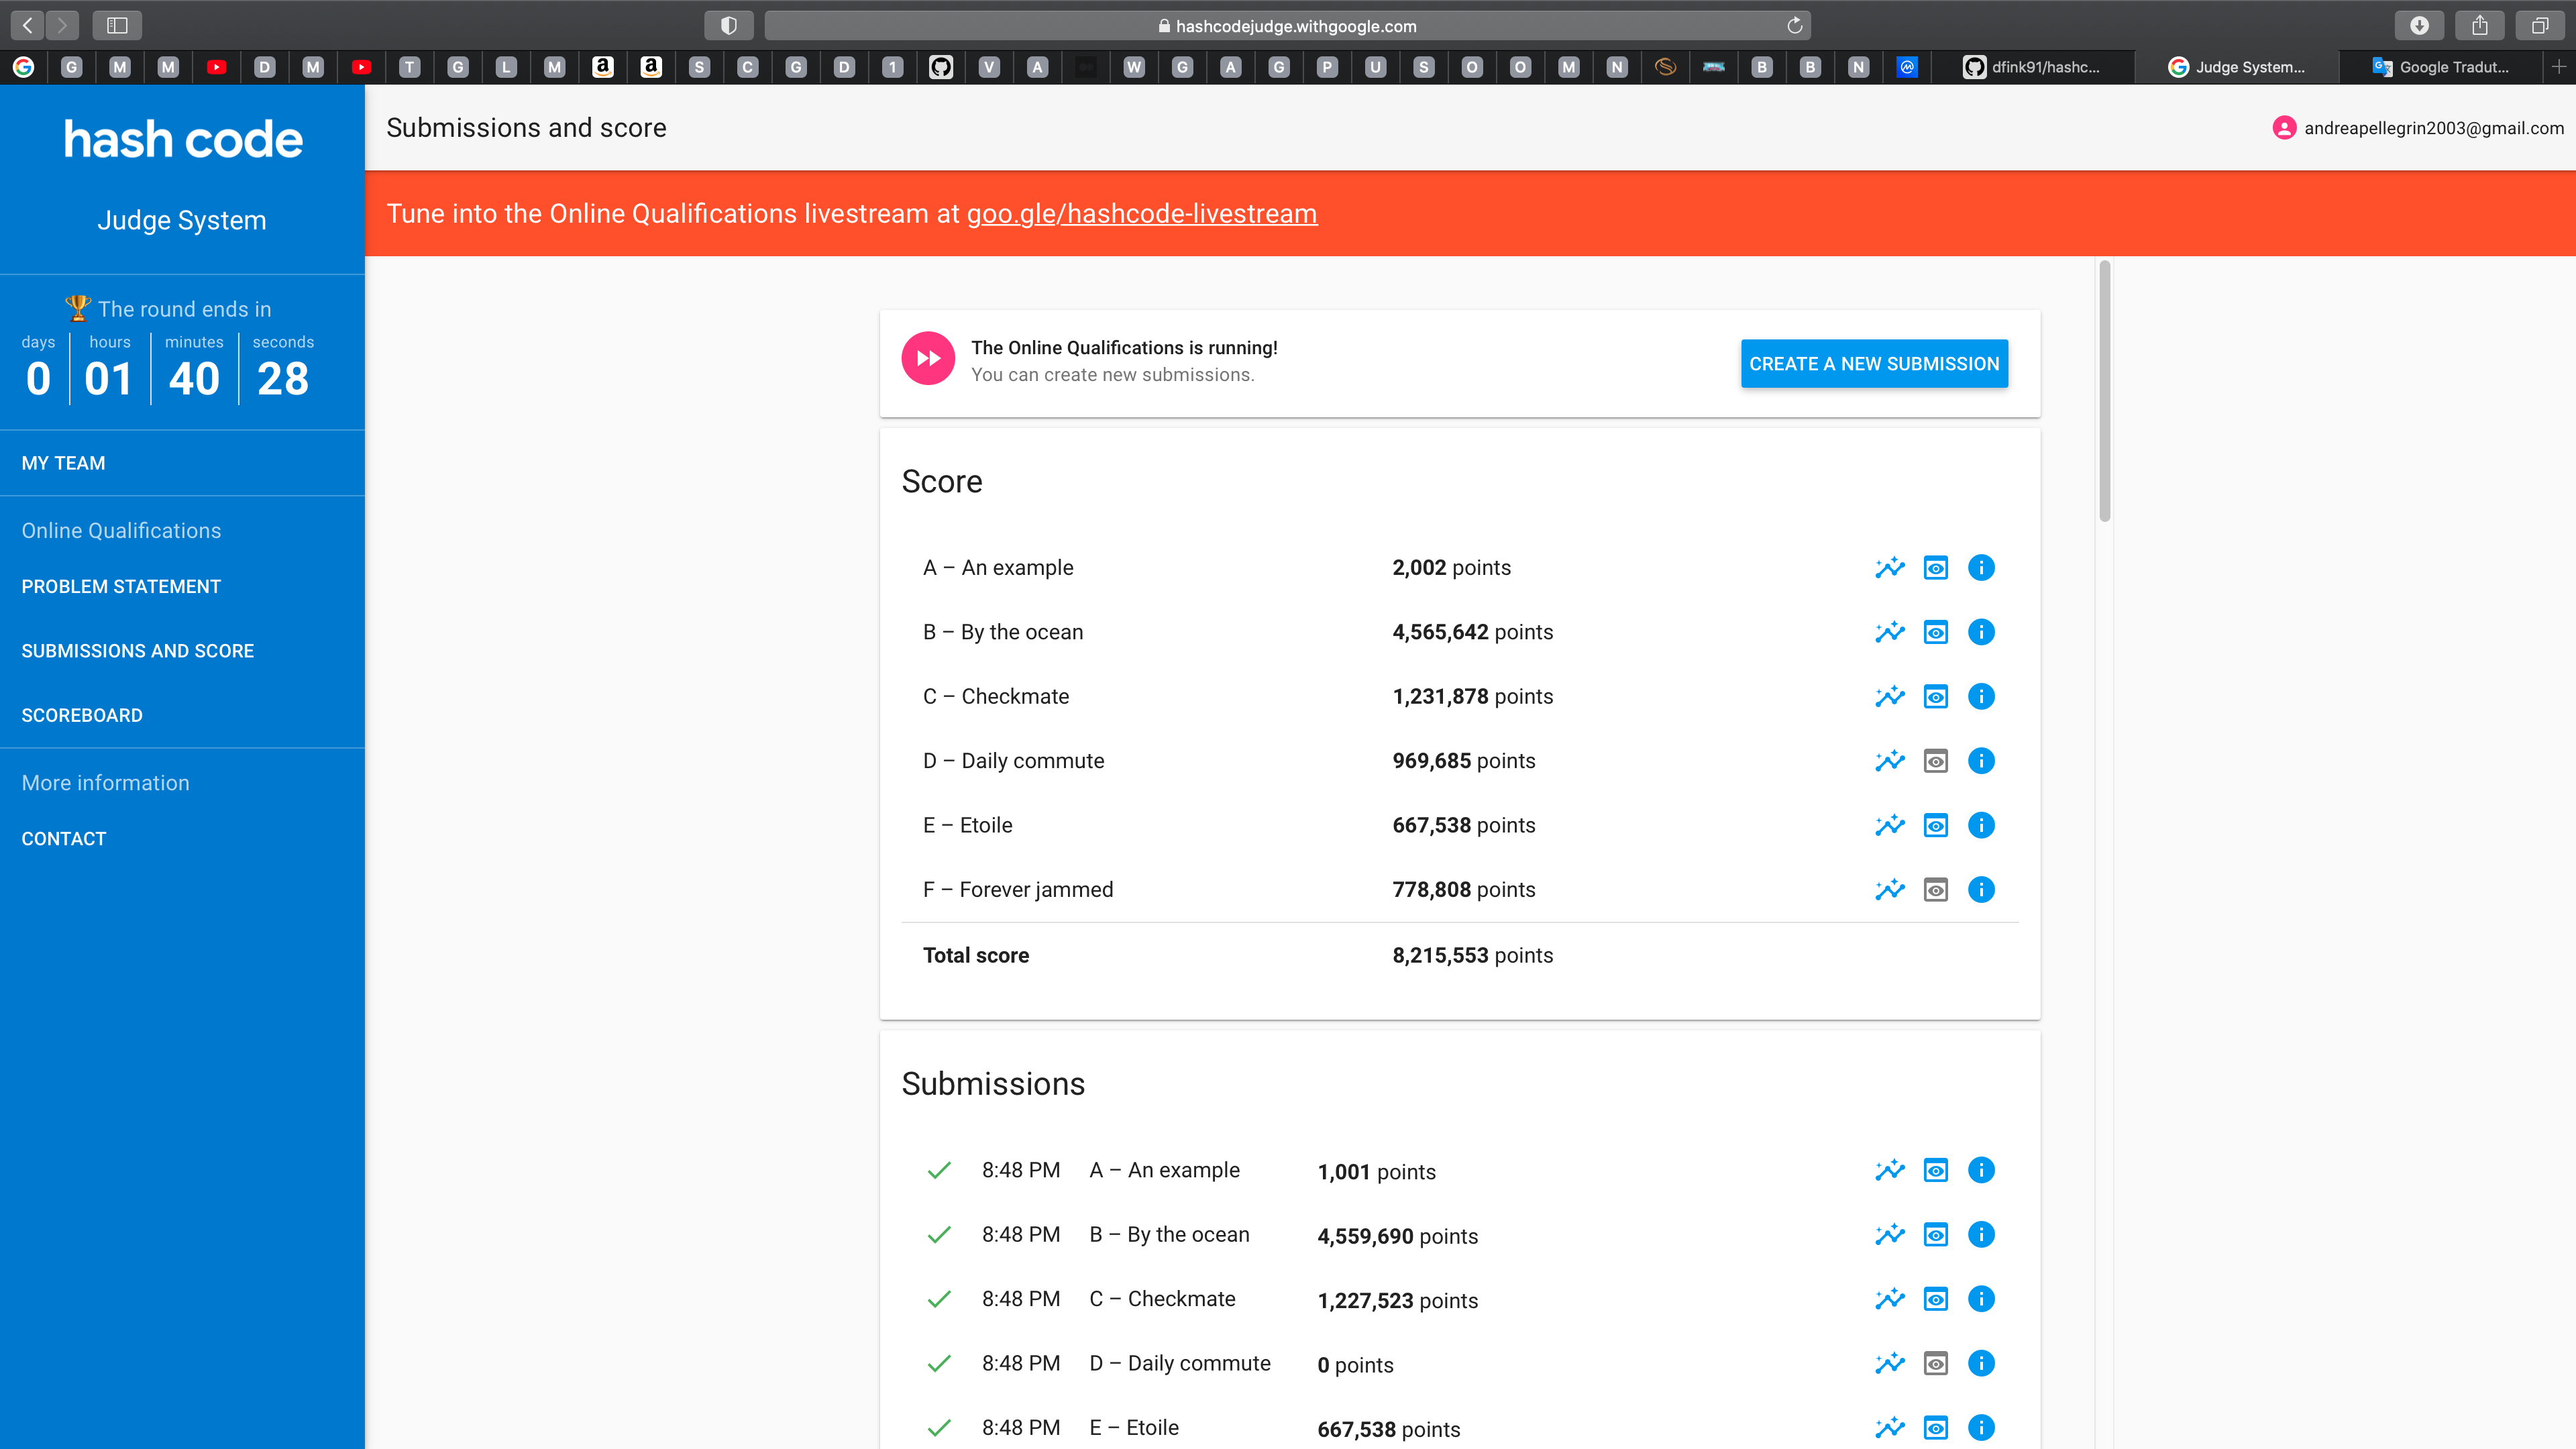 hashcodejudge.withgoogle.com
G M M D M T G L M a a S C G D 1 V A W G A G P U S O O M N B B N dfink91/hashc... Judge System... Google Tradut...
hash code
Judge System
The round ends in
days hours minutes seconds
0 01 40 28
MY TEAM
Online Qualifications
PROBLEM STATEMENT
SUBMISSIONS AND SCORE
SCOREBOARD
More information
CONTACT
Submissions and score
andreapellegrin2003@gmail.com
Tune into the Online Qualifications livestream at goo.gle/hashcode-livestream
The Online Qualifications is running!
You can create new submissions.
CREATE A NEW SUBMISSION
Score
A – An example 2,002 points
B – By the ocean 4,565,642 points
C – Checkmate 1,231,878 points
D – Daily commute 969,685 points
E – Etoile 667,538 points
F – Forever jammed 778,808 points
Total score 8,215,553 points
Submissions
8:48 PM A – An example 1,001 points
8:48 PM B – By the ocean 4,559,690 points
8:48 PM C – Checkmate 1,227,523 points
8:48 PM D – Daily commute 0 points
8:48 PM E – Etoile 667,538 points